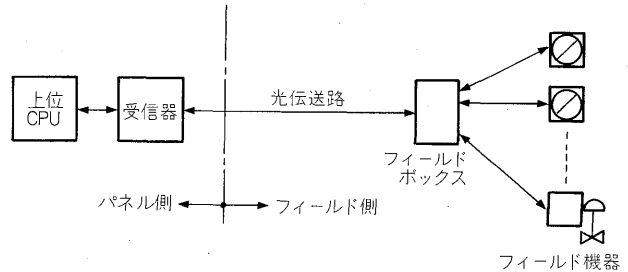 上位
CPU
受信器
光伝送路
フィールド
ボックス
パネル側
フィールド側
フィールド機器